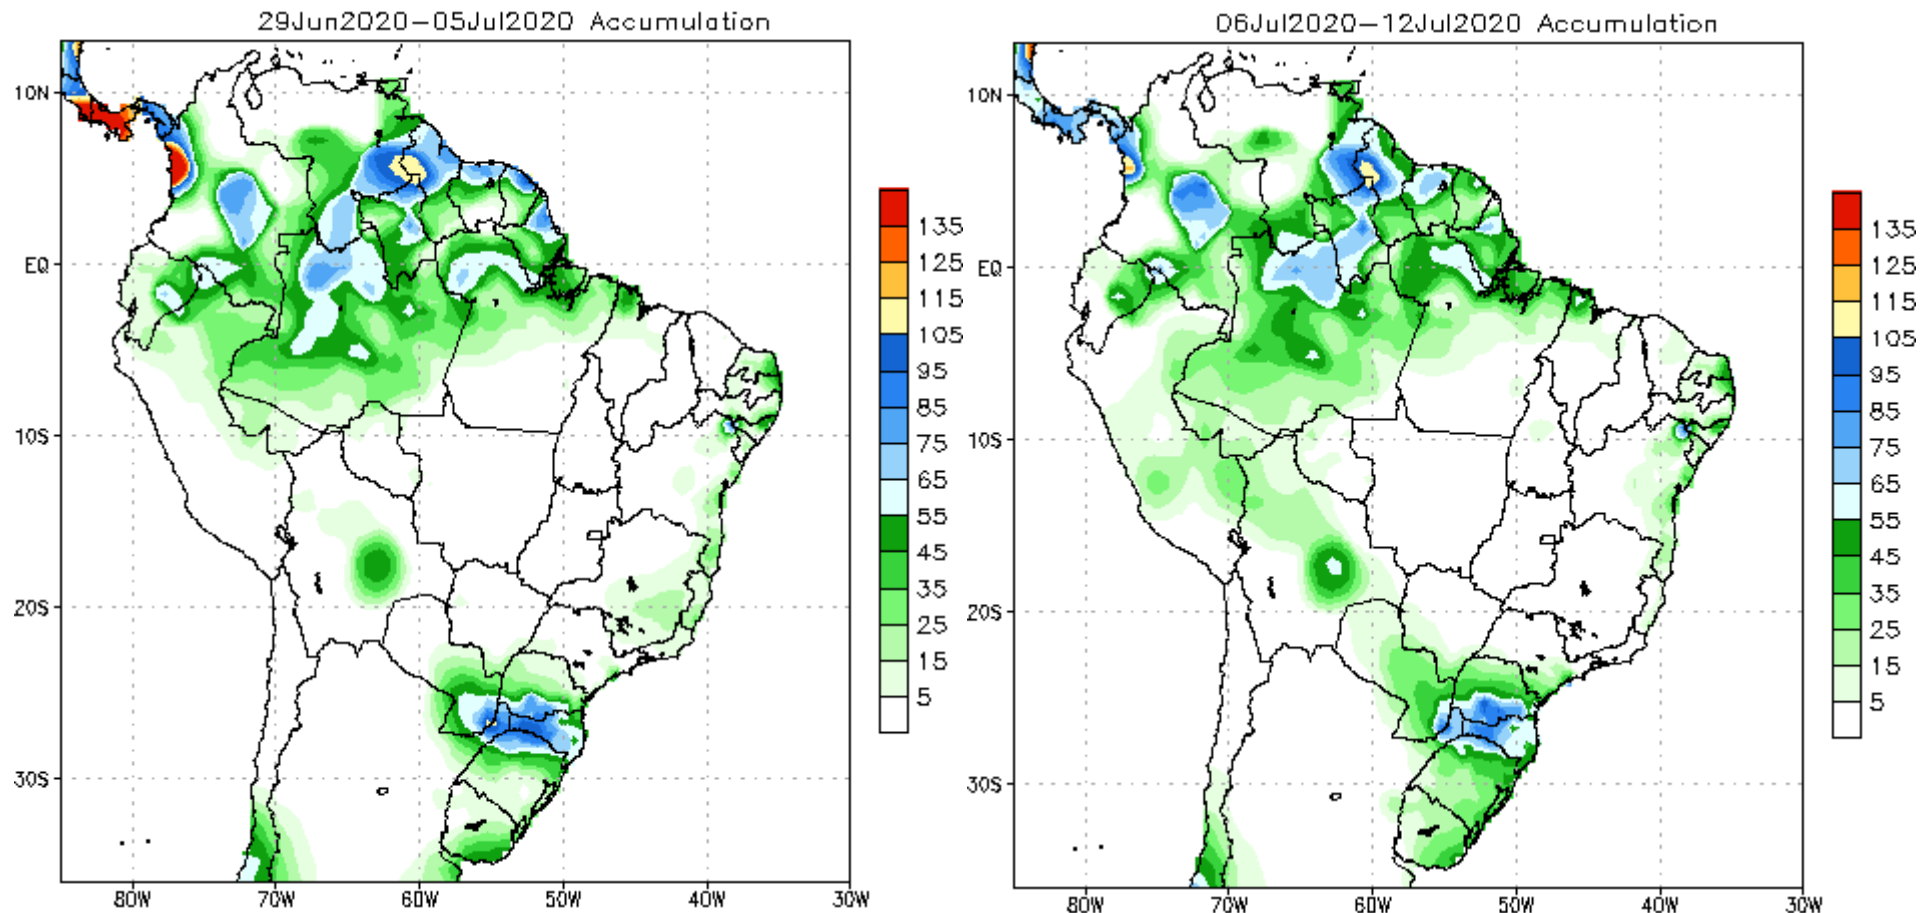 29Jun2020–05Jul2020 Accumulation
10N
EQ
10S
20S
30S
80W
70W
60W
50W
40W
30W
135
125
115
105
95
85
75
65
55
45
35
25
15
5
06Jul2020–12Jul2020 Accumulation
10N
EQ
10S
20S
30S
80W
70W
60W
50W
40W
30W
135
125
115
105
95
85
75
65
55
45
35
25
15
5